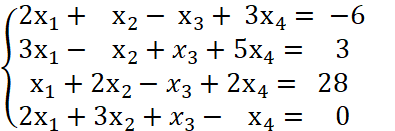 2x₁ + x₂ − x₃ + 3x₄ = −6
3x₁ − x₂ + x₃ + 5x₄ = 3
x₁ + 2x₂ − x₃ + 2x₄ = 28
2x₁ + 3x₂ + x₃ − x₄ = 0